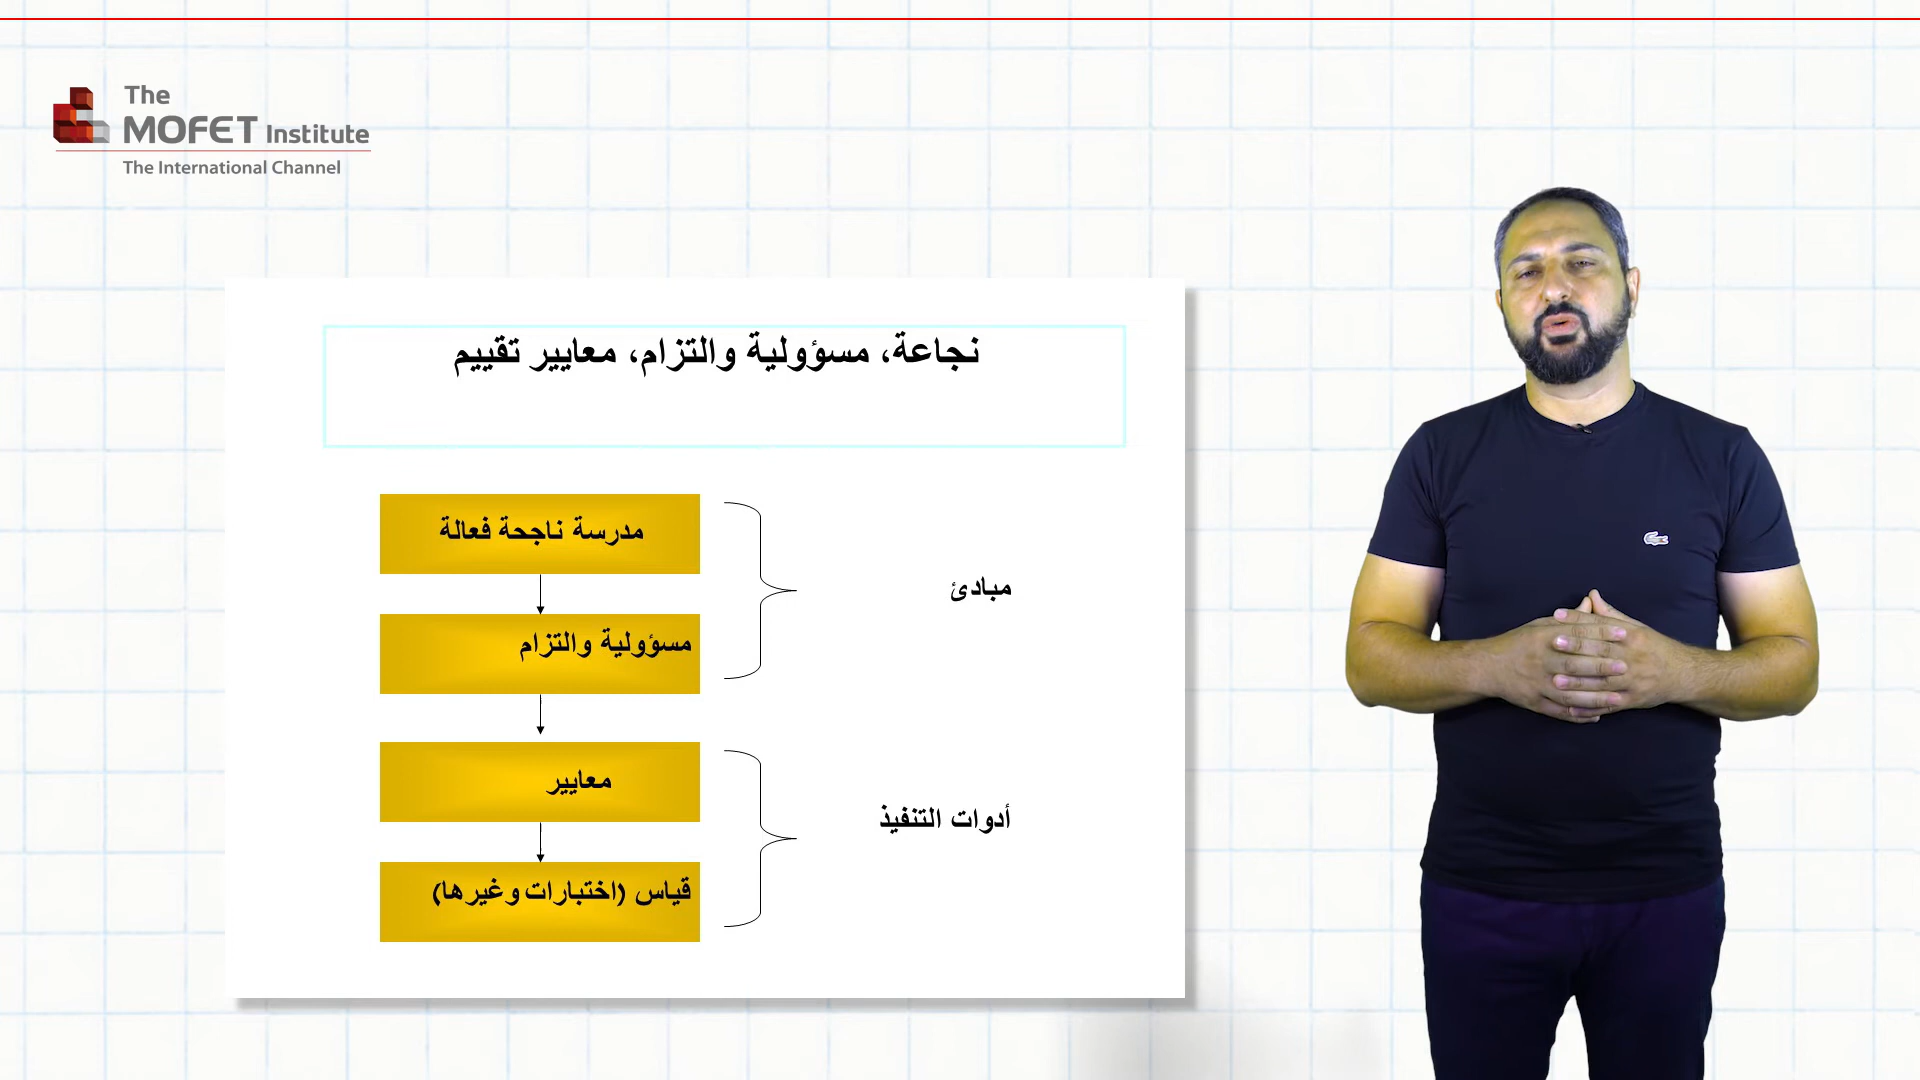 The
MOFET Institute
The International Channel
نجاعة، مسؤولية والتزام، معايير تقييم
مدرسة ناجحة فعالة
مسؤولية والتزام
مبادئ
معايير
قياس (اختبارات وغيرها)
أدوات التنفيذ